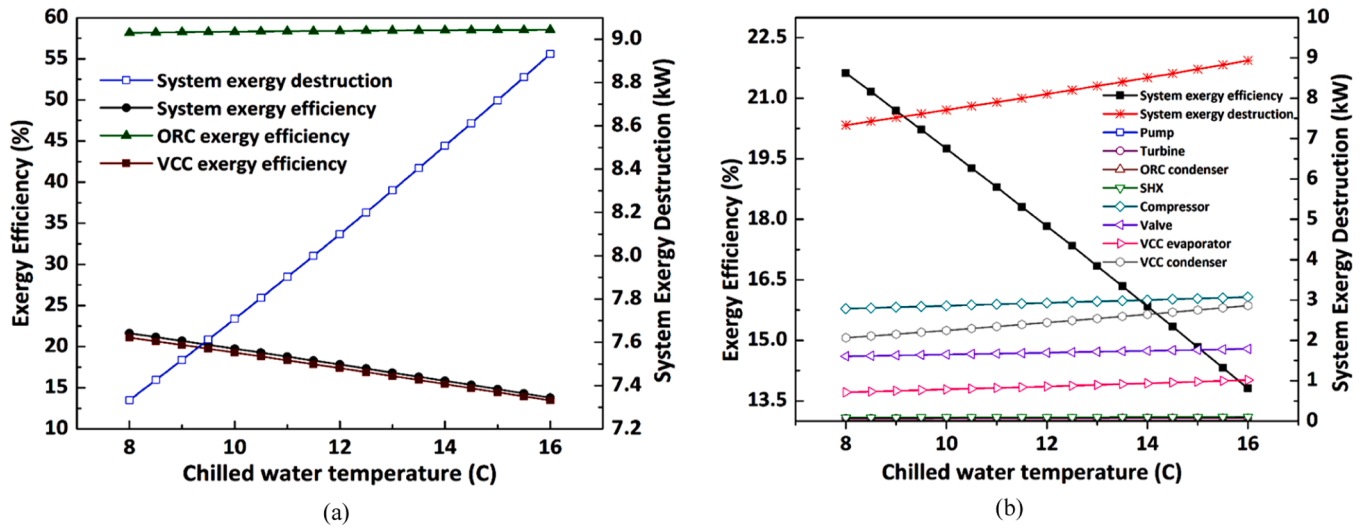 60
55
50
45
40
35
30
25
20
15
10
Exergy Efficiency (%)
System exergy destruction
System exergy efficiency
ORC exergy efficiency
VCC exergy efficiency
9.0
8.8
8.6
8.4
8.2
8.0
7.8
7.6
7.4
7.2
System Exergy Destruction (kW)
8 10 12 14 16
Chilled water temperature (C)
(a)
22.5
21.0
19.5
18.0
16.5
15.0
13.5
Exergy Efficiency (%)
System exergy efficiency
System exergy destruction
Pump
Turbine
ORC condenser
SHX
Compressor
Valve
VCC evaporator
VCC condenser
10
9
8
7
6
5
4
3
2
1
0
System Exergy Destruction (kW)
8 10 12 14 16
Chilled water temperature (C)
(b)